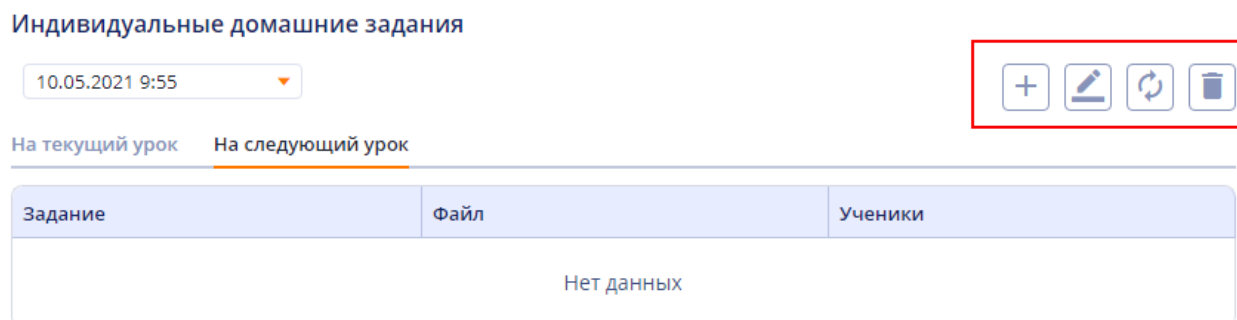 Индивидуальные домашние задания
10.05.2021 9:55
На текущий урок На следующий урок
Задание Файл Ученики
Нет данных